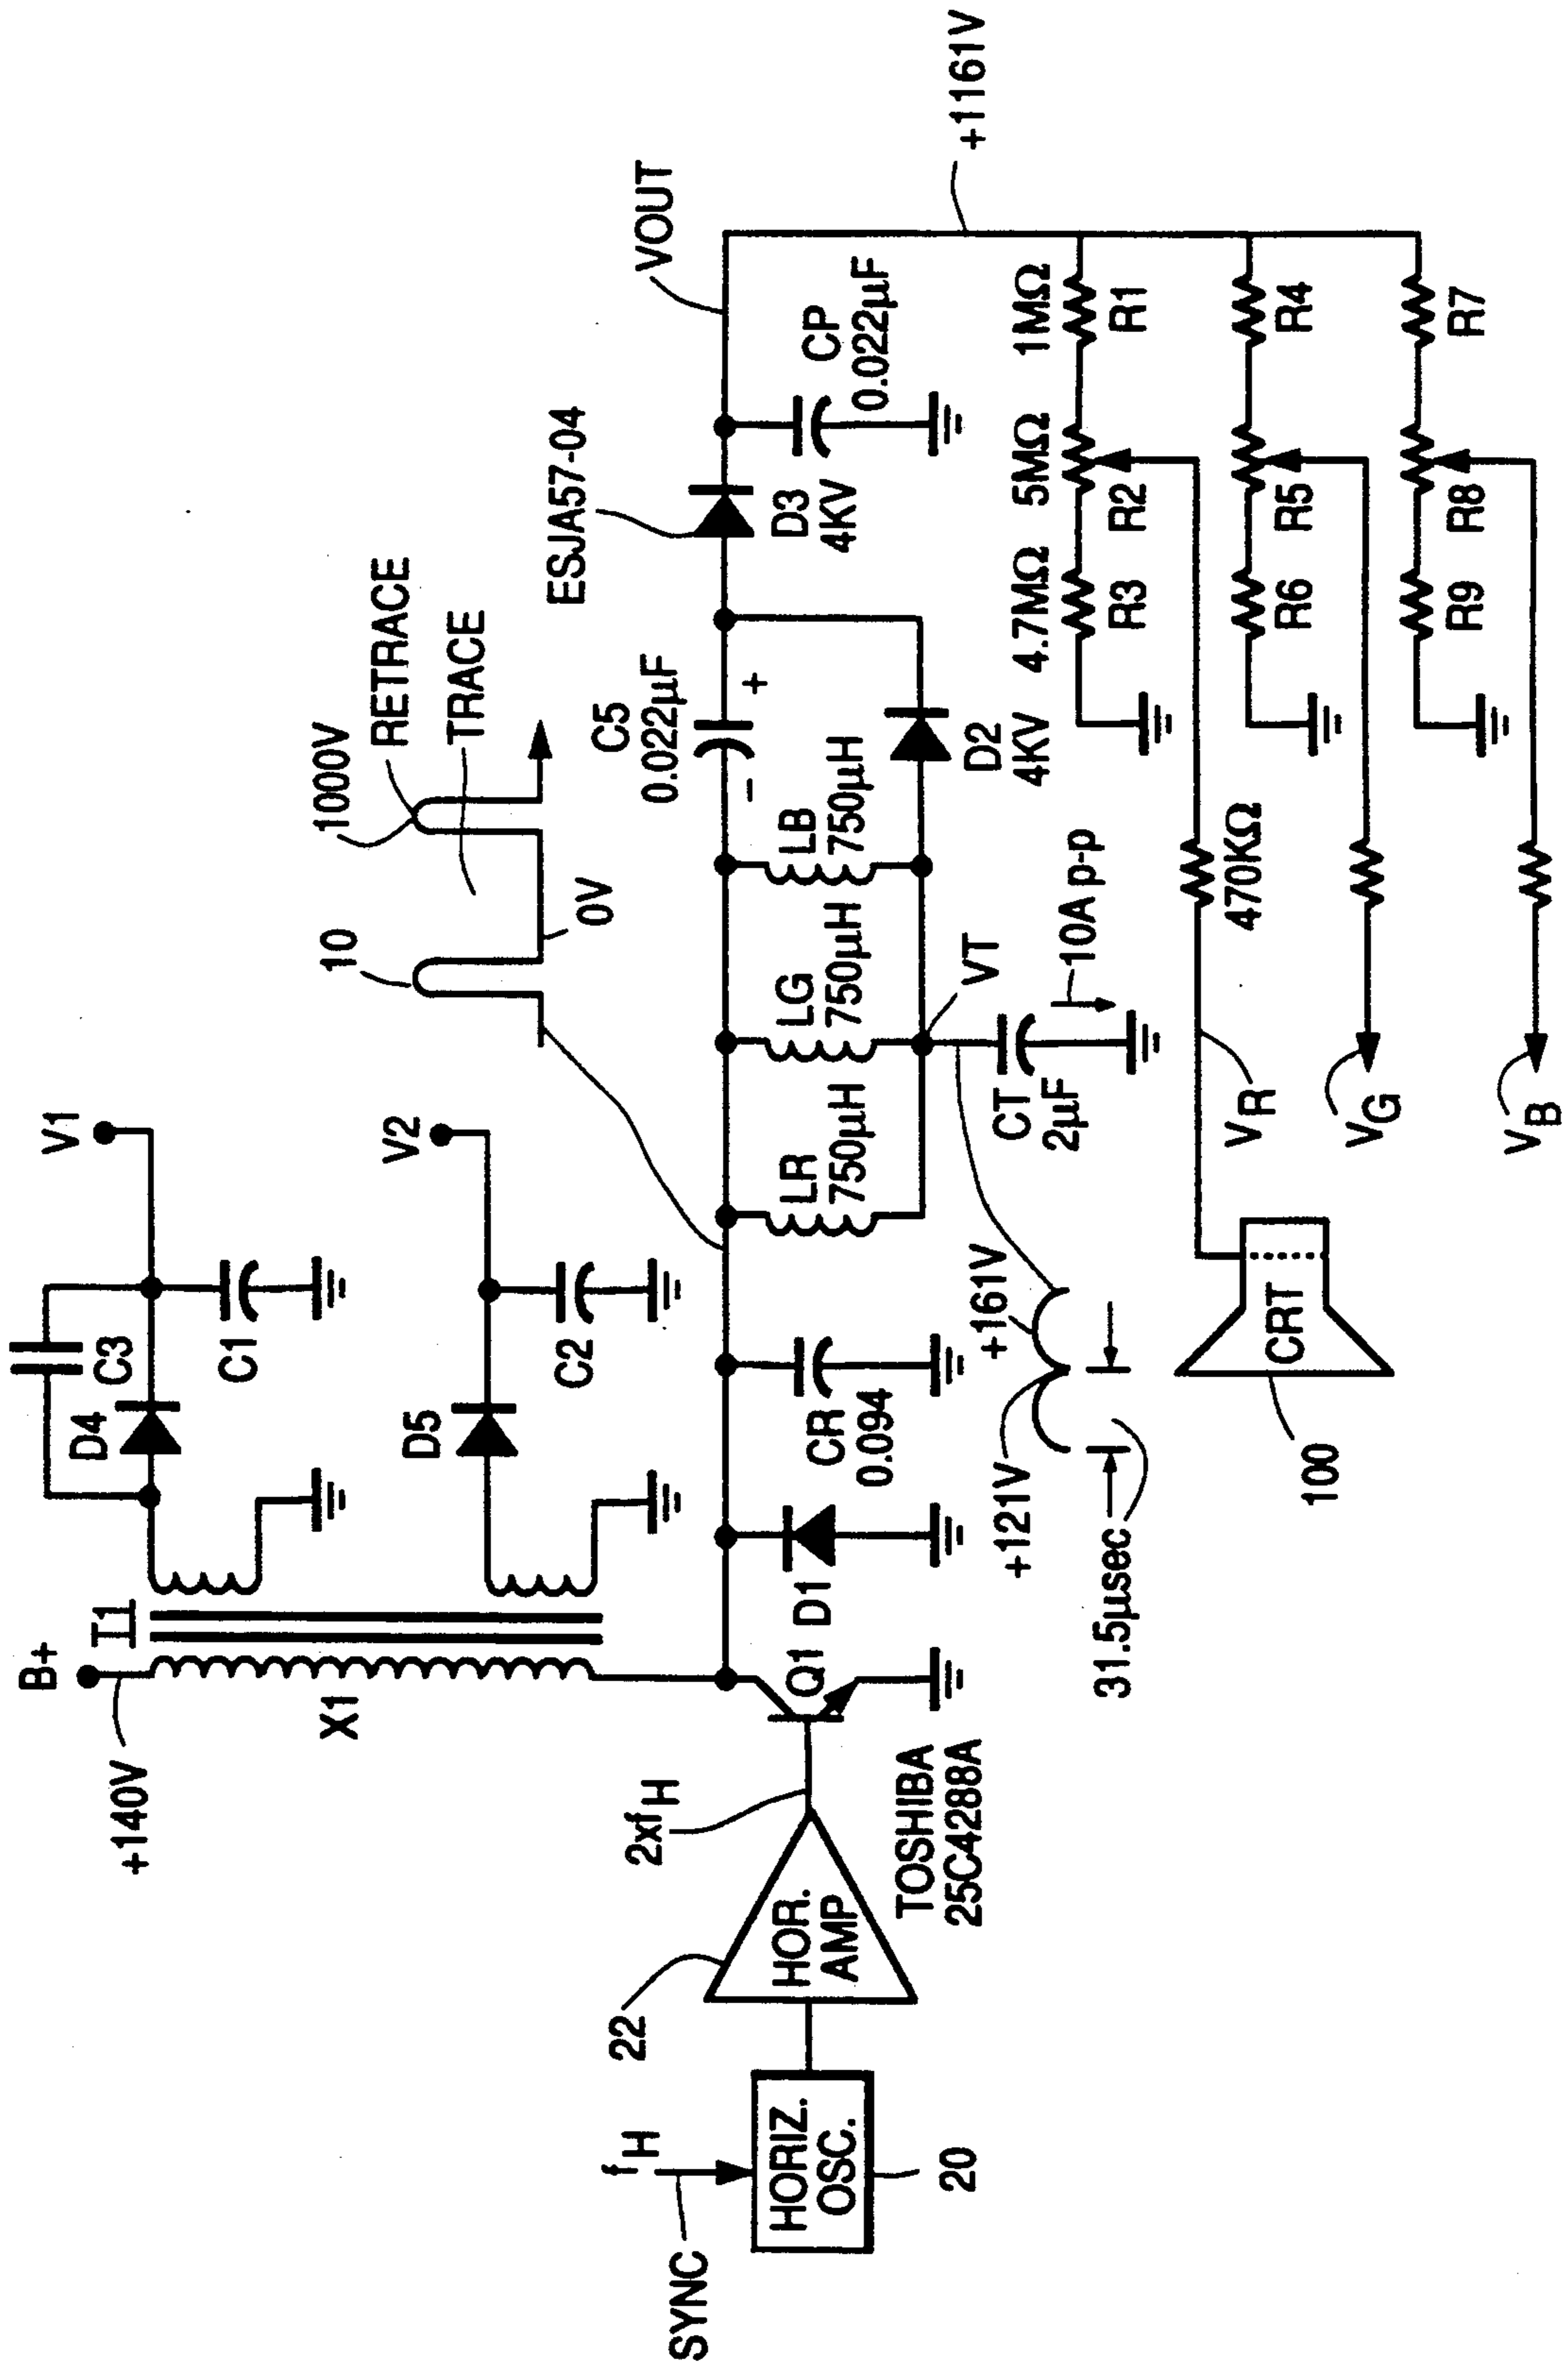 B+
+140V
T1
X1
D4
C3
C1
V1
D5
C2
V2
SYNC
fH
HORIZ.
OSC.
20
22
HOR.
AMP
2xfH
TOSHIBA
25C4288A
Q1
D1
CR
0.094
10
0V
1000V
RETRACE
TRACE
LR
750μH
LG
750μH
LB
750μH
C5
0.022μF
−
+
ESJA57-04
D3
4KV
D2
4KV
VOUT
CP
0.022μF
+1161V
VT
CT
2μF
10A p-p
+121V
+161V
31.5μsec
4.7MΩ
5MΩ
1MΩ
R3
R2
R1
R6
R5
R4
R9
R8
R7
470KΩ
VR
VG
VB
CRT
100